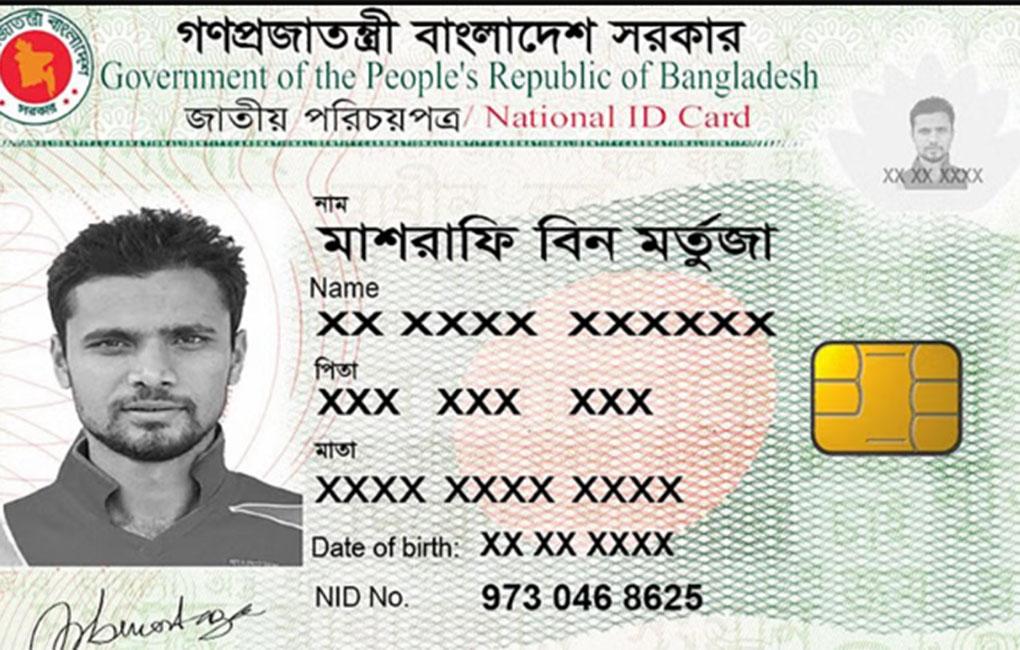 গণপ্রজাতন্ত্রী বাংলাদেশ সরকার
Government of the People's Republic of Bangladesh
জাতীয় পরিচয়পত্র/ National ID Card
সরকার
XX XX XXXX
নাম
মাশরাফি বিন মর্তুজা
Name
XX XXXX XXXXXX
পিতা
XXX XXX XXX
মাতা
XXXX XXXX XXXX
Date of birth: XX XX XXXX
NID No. 973 046 8625